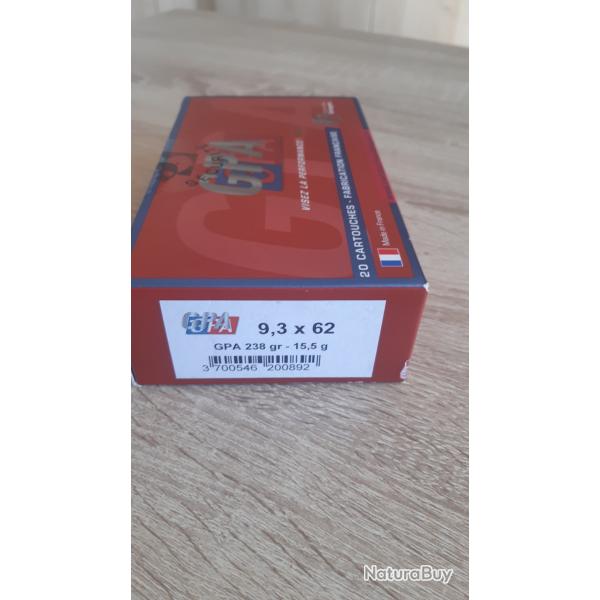 GPA
VISEZ LA PERFORMANCE!
20 CARTOUCHES - FABRICATION FRANÇAISE
Made in France
GPA
9,3 x 62
GPA 238 gr - 15,5 g
3 700546 200892
NaturaBuy